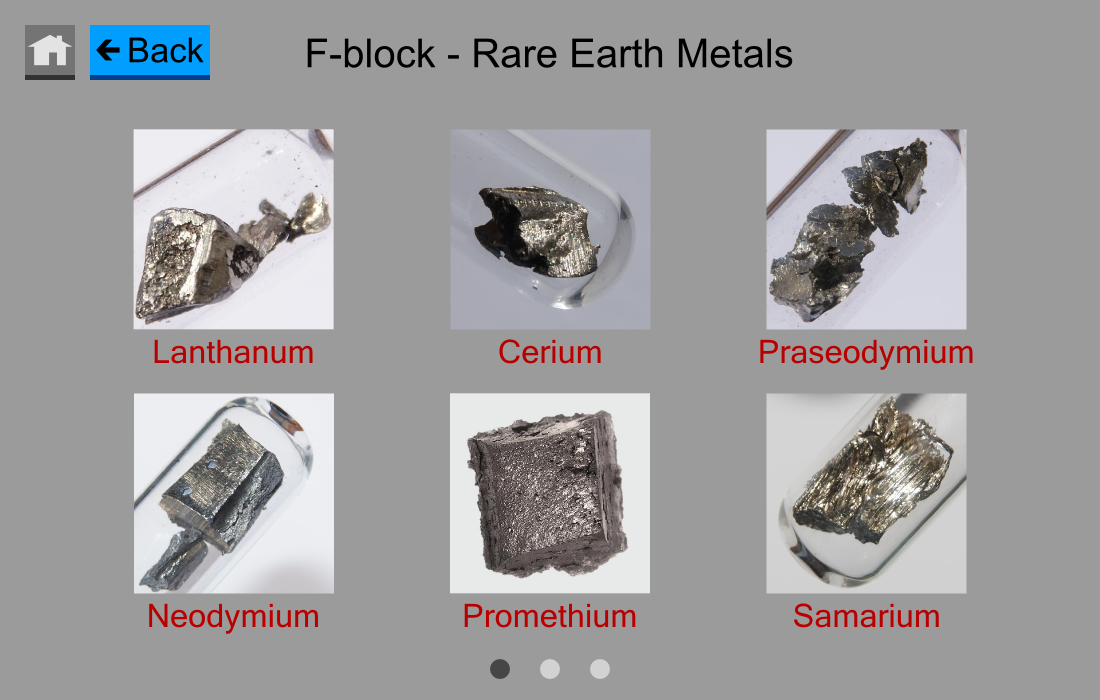 Back
F-block - Rare Earth Metals
Lanthanum
Cerium
Praseodymium
Neodymium
Promethium
Samarium